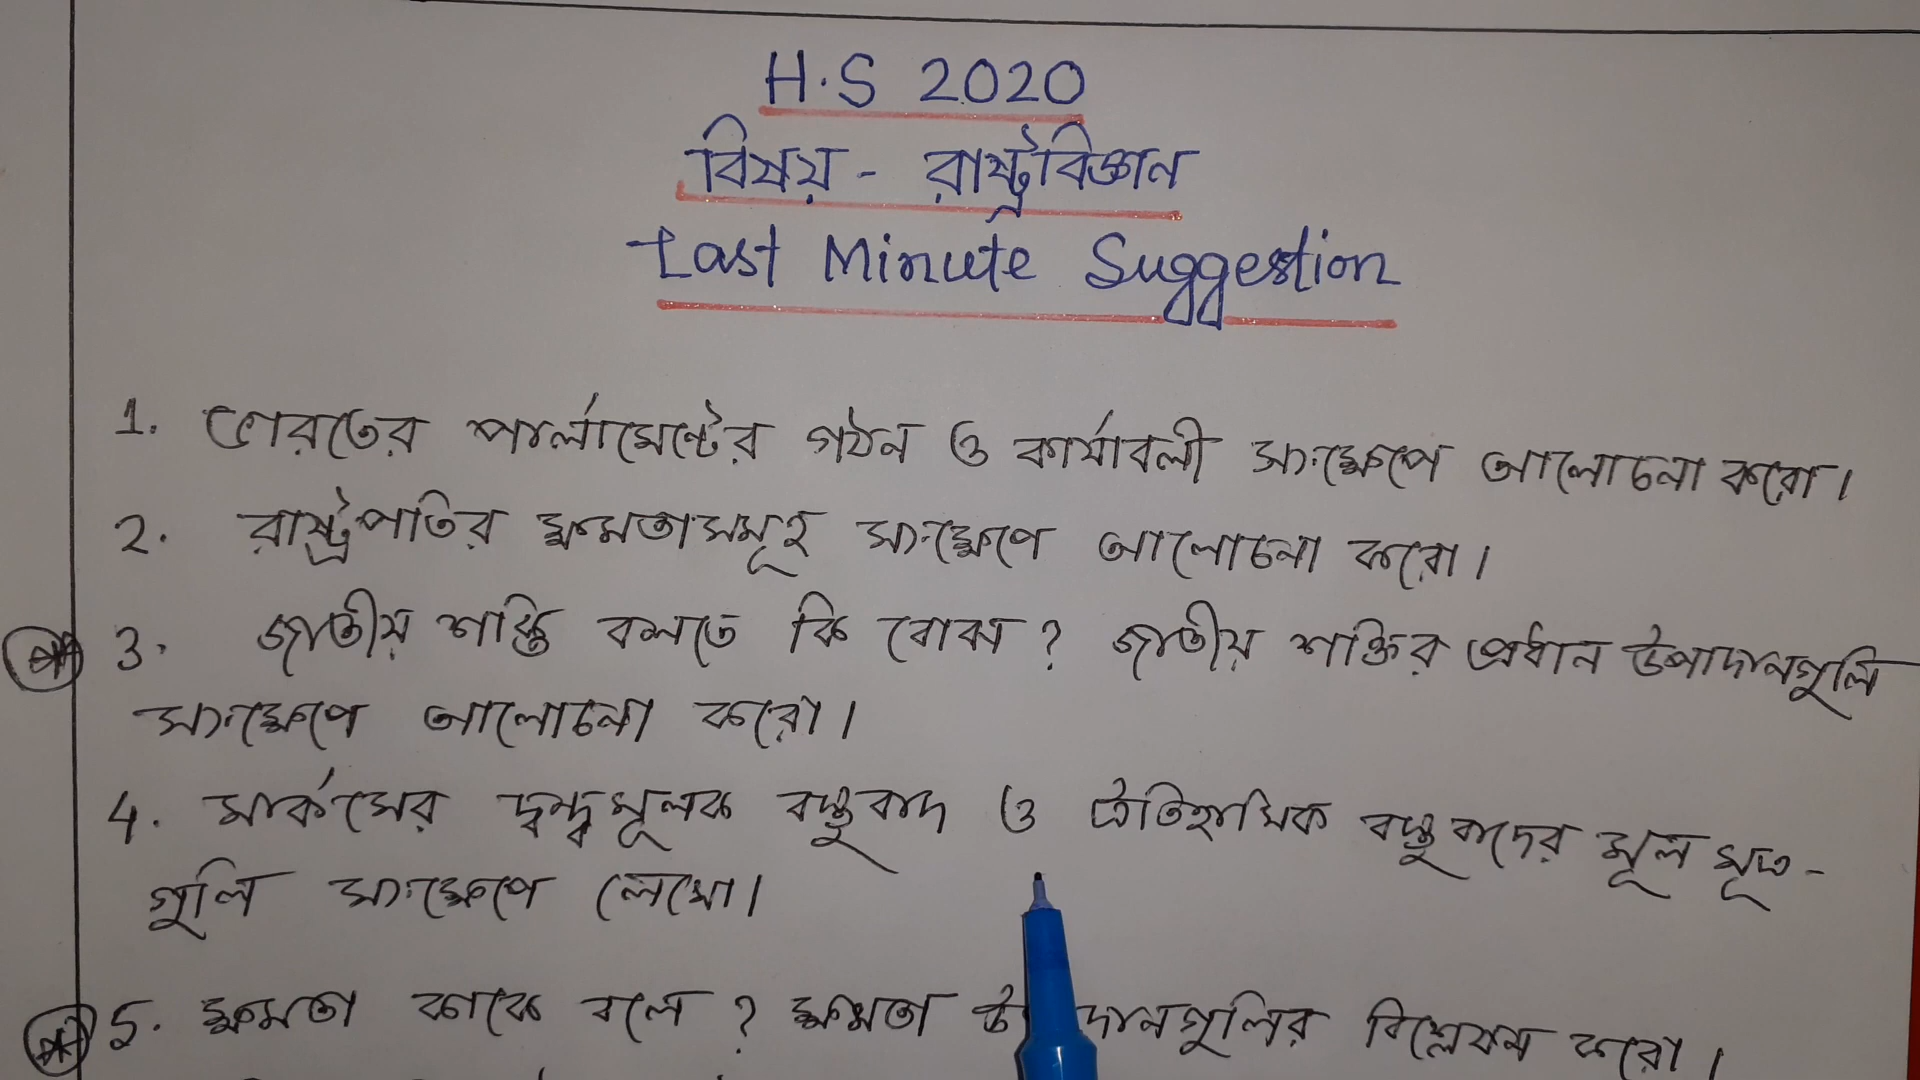 H.S 2020
বিষয় - রাষ্ট্রবিজ্ঞান
Last Minute Suggestion
1. ভারতের পার্লামেন্টের গঠন ও কার্যাবলী সংক্ষেপে আলোচনা করো।
2. রাষ্ট্রপতির ক্ষমতাসমূহ সংক্ষেপে আলোচনা করো।
3. জাতীয় শক্তি বলতে কি বোঝ? জাতীয় শক্তির প্রধান উপাদানগুলি
সংক্ষেপে আলোচনা করো।
4. মার্কসের দ্বন্দ্বমূলক বস্তুবাদ ও ঐতিহাসিক বস্তুবাদের মূল সূত্র-
গুলি সংক্ষেপে লেখো।
5. ক্ষমতা কাকে বলে? ক্ষমতা বিশ্লেষন করো।